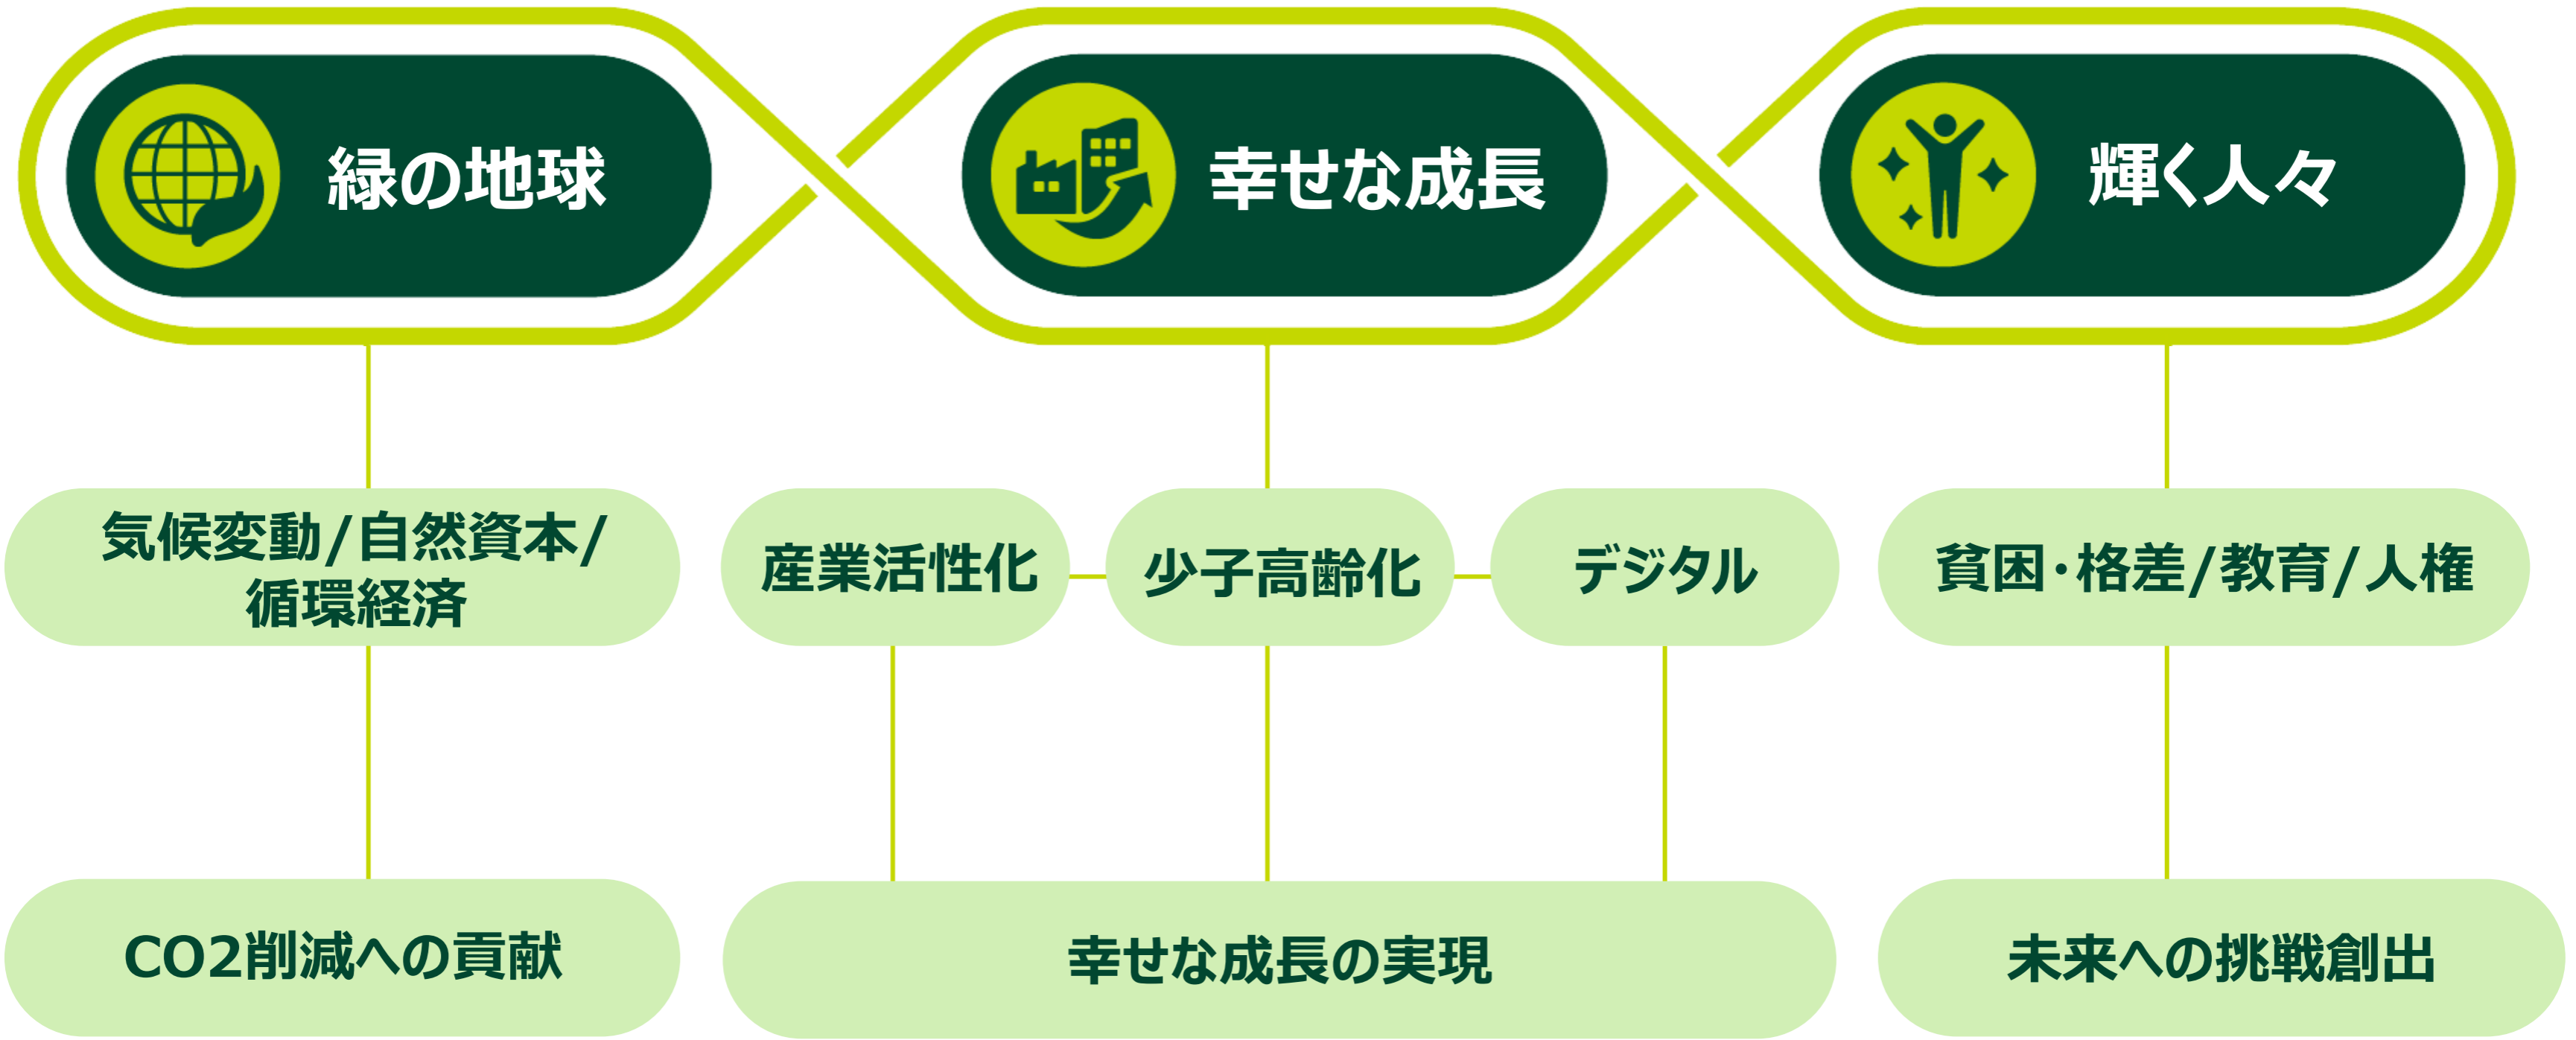 緑の地球
幸せな成長
輝く人々
気候変動/自然資本/
循環経済
産業活性化
少子高齢化
デジタル
貧困・格差/教育/人権
CO2削減への貢献
幸せな成長の実現
未来への挑戦創出